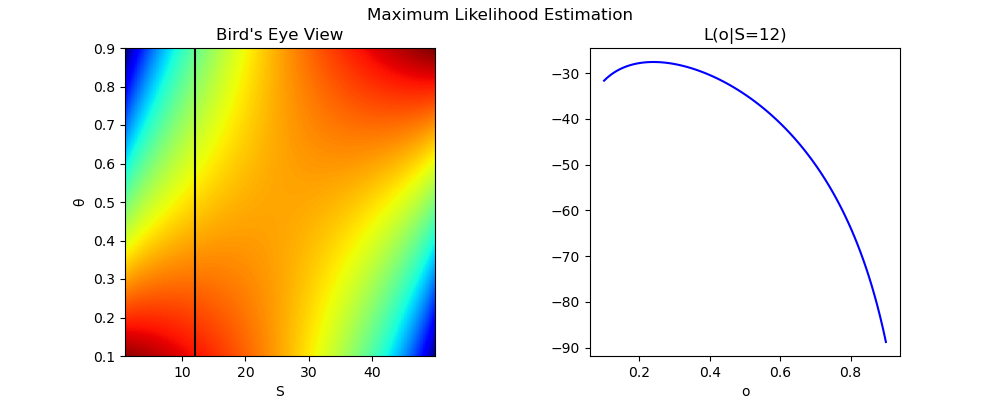 Maximum Likelihood Estimation
Bird's Eye View
0.9
0.8
0.7
0.6
0.5
0.4
0.3
0.2
0.1
θ
10 20 30 40
S
L(o|S=12)
−30
−40
−50
−60
−70
−80
−90
0.2 0.4 0.6 0.8
o